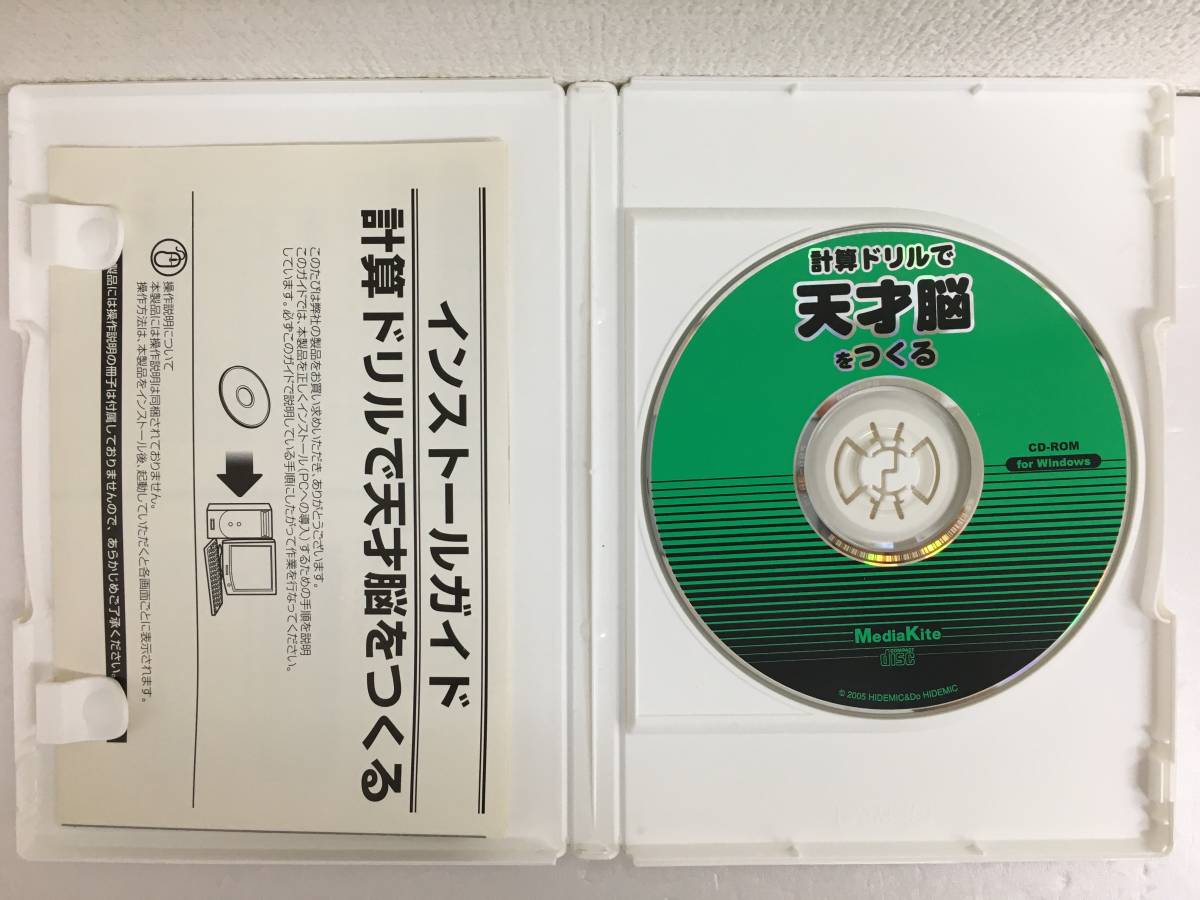 インストールガイド
計算ドリルで天才脳をつくる
このたびは弊社の製品をお買い求めいただき、ありがとうございます。
このガイドでは、本製品を正しくインストール(PCへの導入)するための手順を説明
しています。必ずこのガイドで説明している手順にしたがって作業を行なってください。
操作説明について
本製品には操作説明は同梱されておりません。
操作方法は、本製品をインストール後、起動していただくと各画面ごとに表示されます。
製品には操作説明の冊子は付属しておりませんので、あらかじめご了承ください。
計算ドリルで
天才脳
をつくる
CD-ROM
for Windows
MediaKite
COMPACT
disc
© 2005 HIDEMIC&Do HIDEMIC